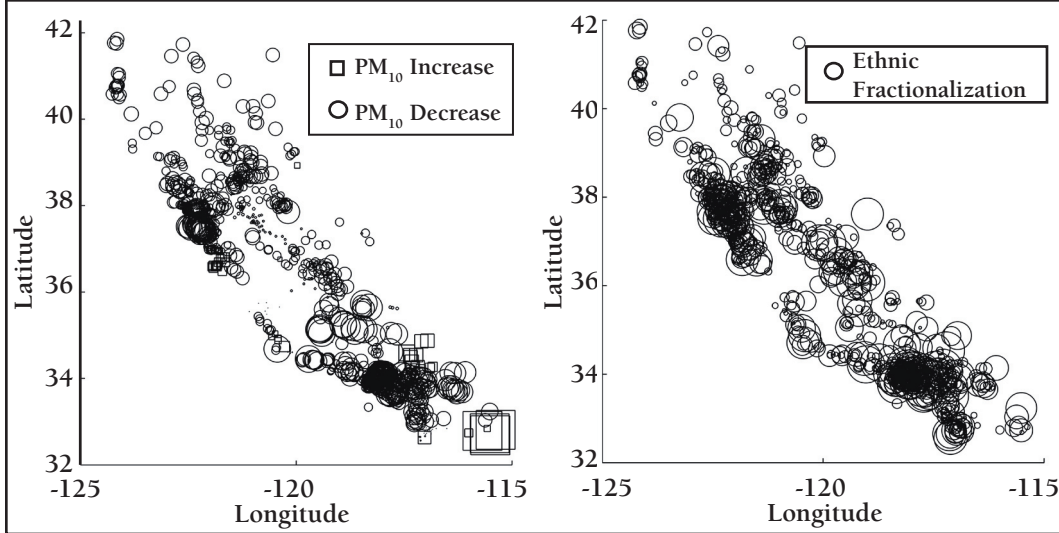 42
40
38
36
34
32
Latitude
-125
-120
-115
Longitude
PM₁₀ Increase
PM₁₀ Decrease
42
40
38
36
34
32
Latitude
-125
-120
-115
Longitude
Ethnic
Fractionalization